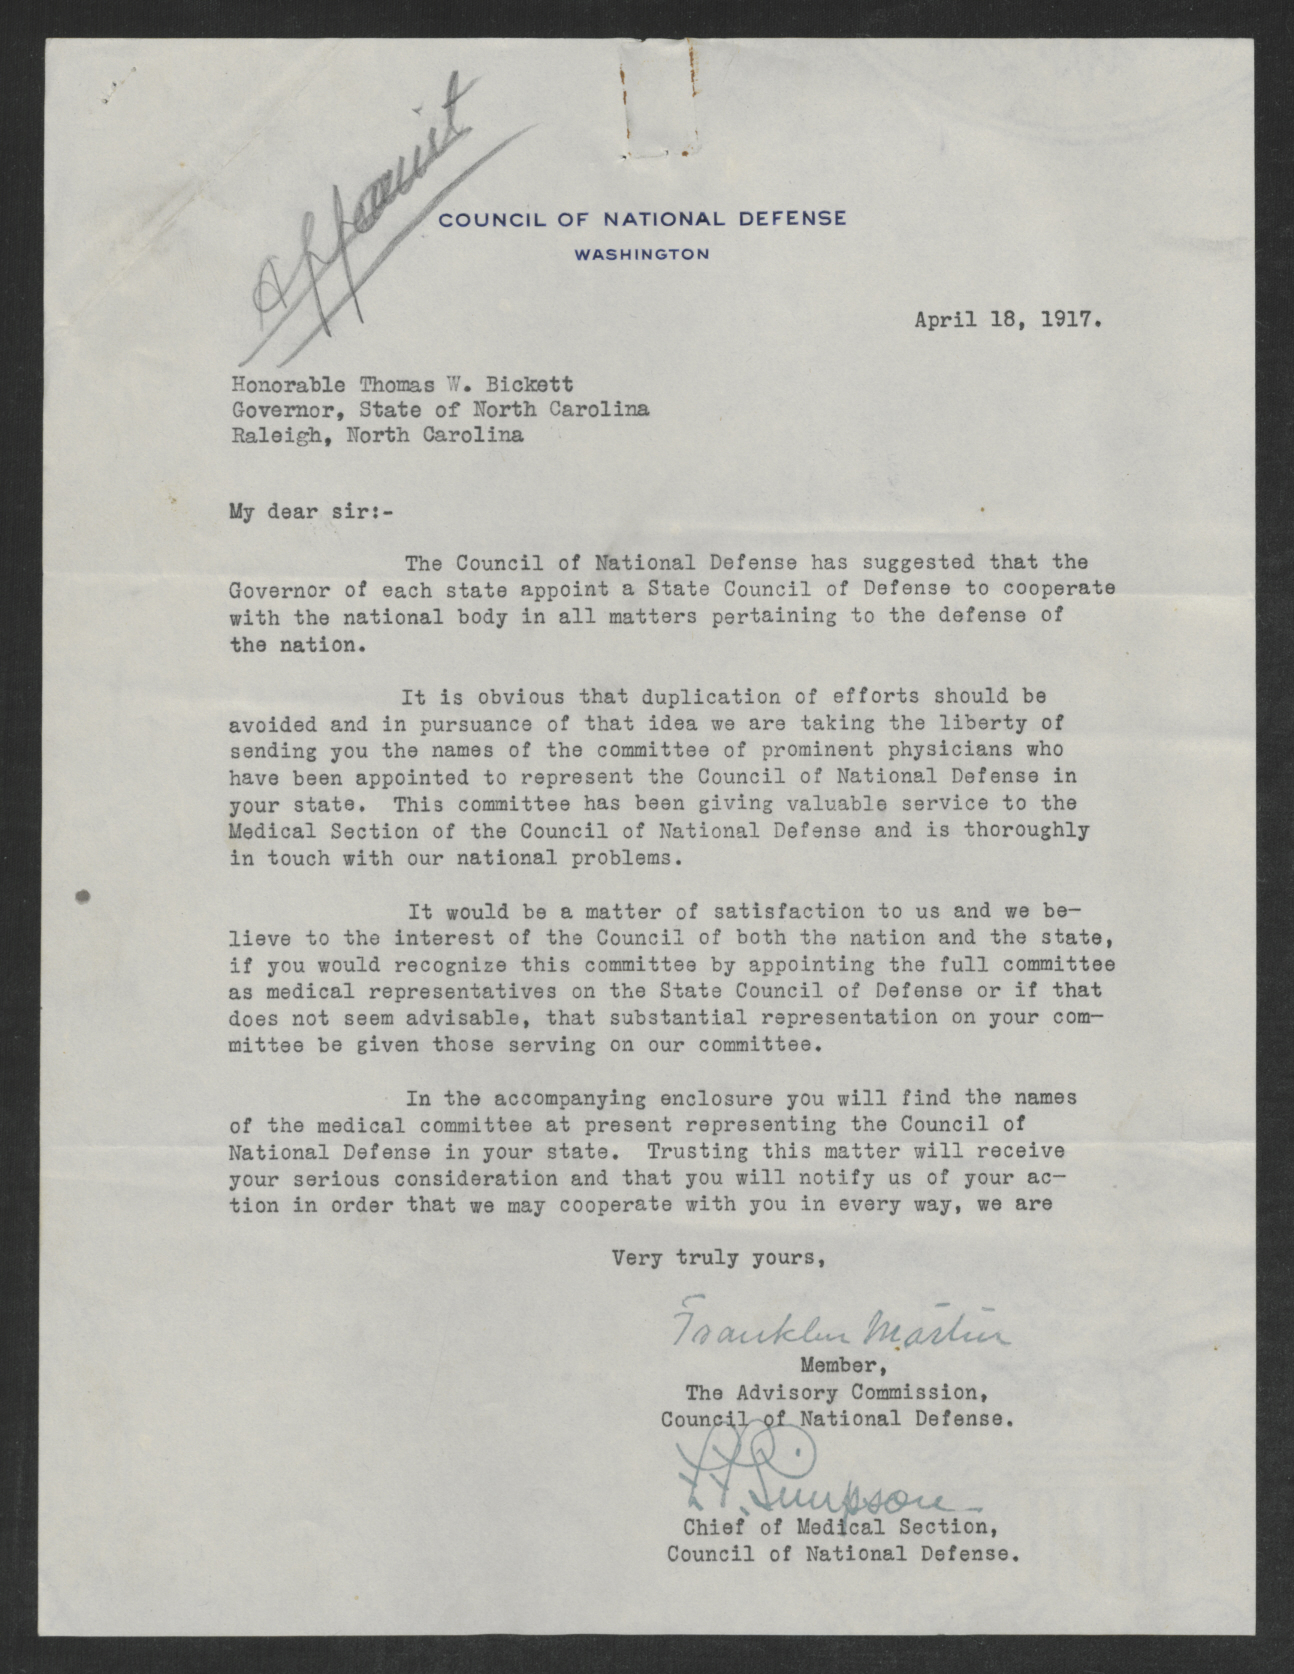 Appoint
COUNCIL OF NATIONAL DEFENSE
WASHINGTON
April 18, 1917.
Honorable Thomas W. Bickett
Governor, State of North Carolina
Raleigh, North Carolina
My dear sir:-
The Council of National Defense has suggested that the
Governor of each state appoint a State Council of Defense to cooperate
with the national body in all matters pertaining to the defense of
the nation.
It is obvious that duplication of efforts should be
avoided and in pursuance of that idea we are taking the liberty of
sending you the names of the committee of prominent physicians who
have been appointed to represent the Council of National Defense in
your state. This committee has been giving valuable service to the
Medical Section of the Council of National Defense and is thoroughly
in touch with our national problems.
It would be a matter of satisfaction to us and we be-
lieve to the interest of the Council of both the nation and the state,
if you would recognize this committee by appointing the full committee
as medical representatives on the State Council of Defense or if that
does not seem advisable, that substantial representation on your com-
mittee be given those serving on our committee.
In the accompanying enclosure you will find the names
of the medical committee at present representing the Council of
National Defense in your state. Trusting this matter will receive
your serious consideration and that you will notify us of your ac-
tion in order that we may cooperate with you in every way, we are
Very truly yours,
Franklin Martin
Member,
The Advisory Commission,
Council of National Defense.
F. F. Simpson
Chief of Medical Section,
Council of National Defense.